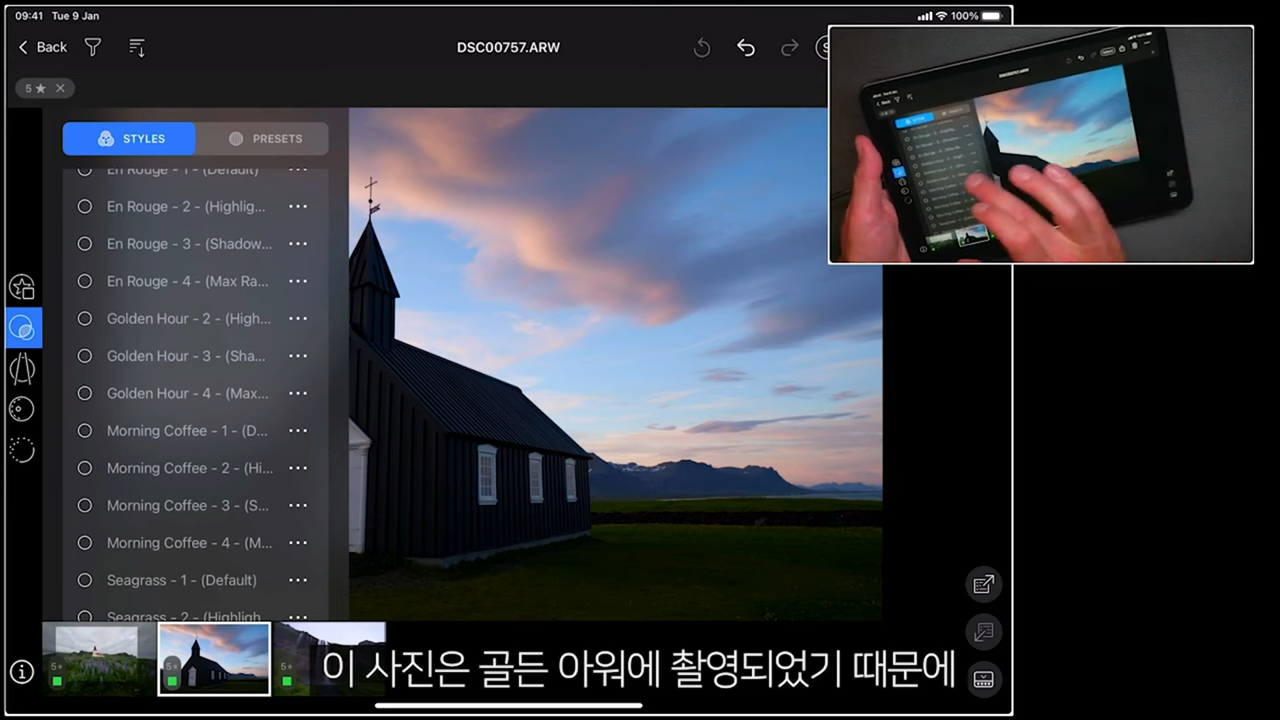 09:41 Tue 9 Jan
100%
Back
DSC00757.ARW
5 ★
STYLES
PRESETS
En Rouge - 1 - (Default)
En Rouge - 2 - (Highlig...
En Rouge - 3 - (Shadow...
En Rouge - 4 - (Max Ra...
Golden Hour - 2 - (High...
Golden Hour - 3 - (Sha...
Golden Hour - 4 - (Max...
Morning Coffee - 1 - (D...
Morning Coffee - 2 - (Hi...
Morning Coffee - 3 - (S...
Morning Coffee - 4 - (M...
Seagrass - 1 - (Default)
Seagrass - 2 - (Highligh
5★
5★
5★
이 사진은 골든 아워에 촬영되었기 때문에